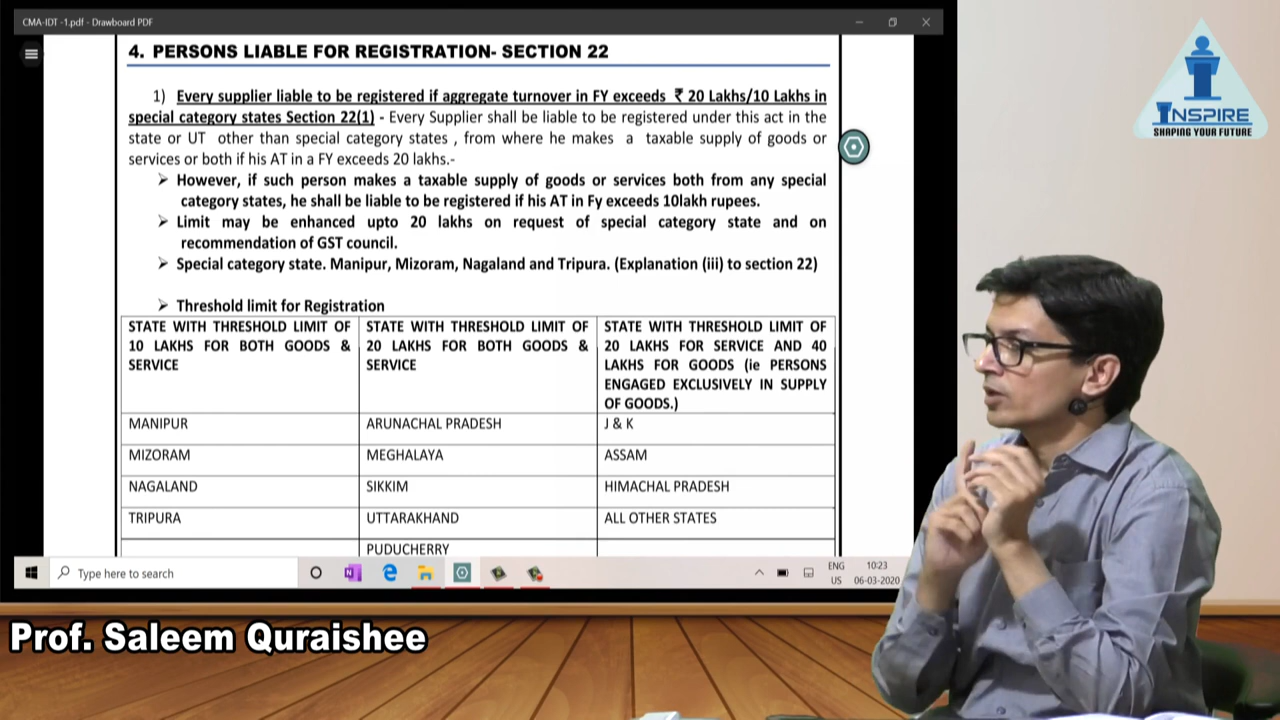 CMA-IDT -1.pdf - Drawboard PDF
4. PERSONS LIABLE FOR REGISTRATION- SECTION 22
1) Every supplier liable to be registered if aggregate turnover in FY exceeds ₹ 20 Lakhs/10 Lakhs in
special category states Section 22(1) - Every Supplier shall be liable to be registered under this act in the
state or UT other than special category states , from where he makes a taxable supply of goods or
services or both if his AT in a FY exceeds 20 lakhs.-
➢ However, if such person makes a taxable supply of goods or services both from any special
category states, he shall be liable to be registered if his AT in Fy exceeds 10lakh rupees.
➢ Limit may be enhanced upto 20 lakhs on request of special category state and on
recommendation of GST council.
➢ Special category state. Manipur, Mizoram, Nagaland and Tripura. (Explanation (iii) to section 22)
➢ Threshold limit for Registration
STATE WITH THRESHOLD LIMIT OF
10 LAKHS FOR BOTH GOODS &
SERVICE
STATE WITH THRESHOLD LIMIT OF
20 LAKHS FOR BOTH GOODS &
SERVICE
STATE WITH THRESHOLD LIMIT OF
20 LAKHS FOR SERVICE AND 40
LAKHS FOR GOODS (ie PERSONS
ENGAGED EXCLUSIVELY IN SUPPLY
OF GOODS.)
MANIPUR ARUNACHAL PRADESH J & K
MIZORAM MEGHALAYA ASSAM
NAGALAND SIKKIM HIMACHAL PRADESH
TRIPURA UTTARAKHAND ALL OTHER STATES
PUDUCHERRY
Type here to search
ENG
US
10:23
06-03-2020
INSPIRE
SHAPING YOUR FUTURE
Prof. Saleem Quraishee